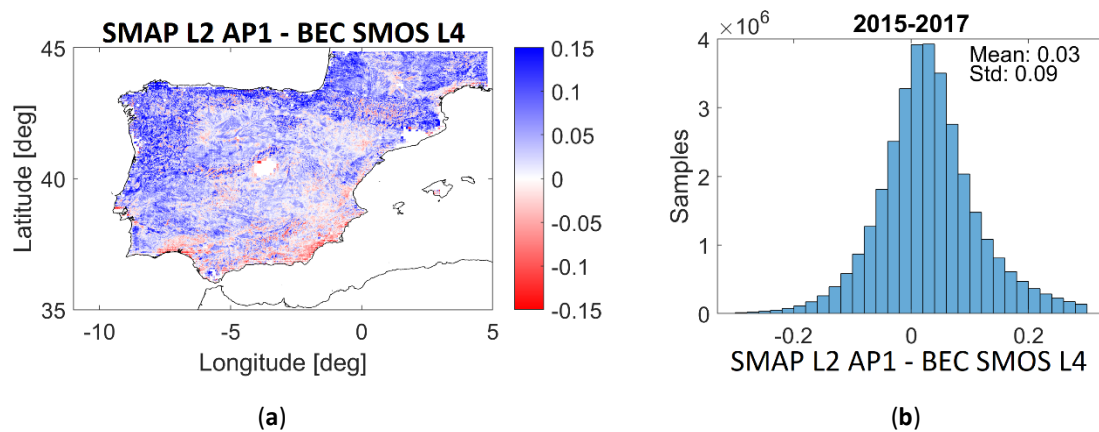 SMAP L2 AP1 - BEC SMOS L4
45
40
35
Latitude [deg]
-10
-5
0
5
Longitude [deg]
0.15
0.1
0.05
0
-0.05
-0.1
-0.15
(a)
×10^6
2015-2017
Mean: 0.03
Std: 0.09
4
3
2
1
0
Samples
-0.2
0
0.2
SMAP L2 AP1 - BEC SMOS L4
(b)